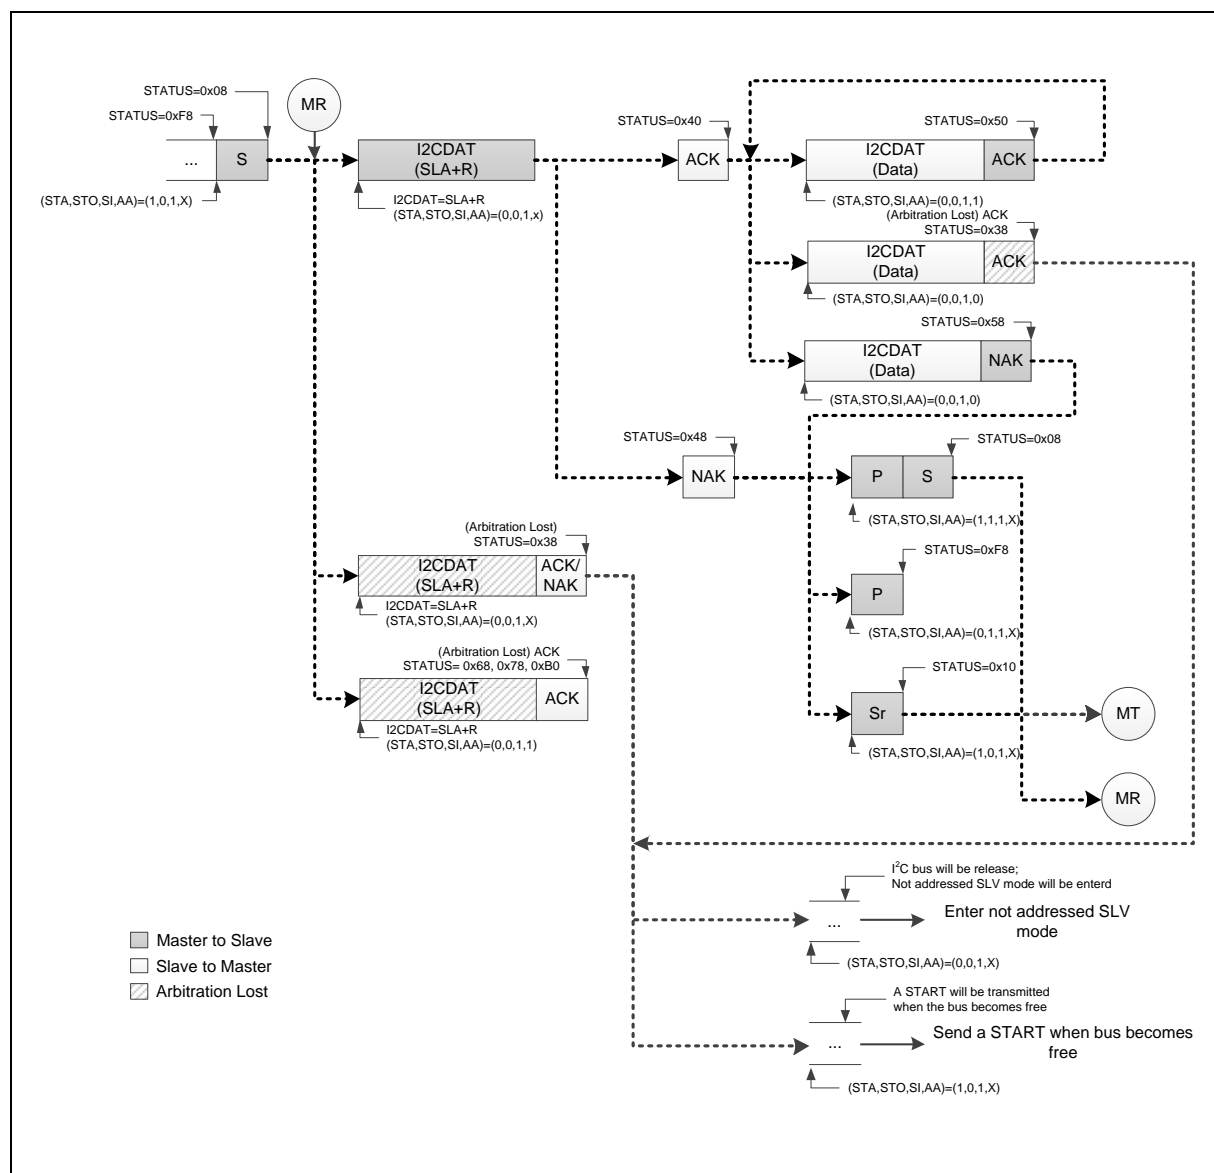 STATUS=0x08
STATUS=0xF8
MR
...
S
(STA,STO,SI,AA)=(1,0,1,X)
I2CDAT
(SLA+R)
I2CDAT=SLA+R
(STA,STO,SI,AA)=(0,0,1,x)
STATUS=0x40
ACK
STATUS=0x50
I2CDAT
(Data)
ACK
(STA,STO,SI,AA)=(0,0,1,1)
(Arbitration Lost) ACK
STATUS=0x38
I2CDAT
(Data)
ACK
(STA,STO,SI,AA)=(0,0,1,0)
STATUS=0x58
I2CDAT
(Data)
NAK
(STA,STO,SI,AA)=(0,0,1,0)
STATUS=0x48
NAK
STATUS=0x08
P
S
(STA,STO,SI,AA)=(1,1,1,X)
(Arbitration Lost)
STATUS=0x38
I2CDAT
(SLA+R)
ACK/
NAK
I2CDAT=SLA+R
(STA,STO,SI,AA)=(0,0,1,X)
STATUS=0xF8
P
(STA,STO,SI,AA)=(0,1,1,X)
(Arbitration Lost) ACK
STATUS= 0x68, 0x78, 0xB0
I2CDAT
(SLA+R)
ACK
I2CDAT=SLA+R
(STA,STO,SI,AA)=(0,0,1,1)
STATUS=0x10
Sr
(STA,STO,SI,AA)=(1,0,1,X)
MT
MR
I2C bus will be release;
Not addressed SLV mode will be enterd
...
Enter not addressed SLV
mode
(STA,STO,SI,AA)=(0,0,1,X)
Master to Slave
Slave to Master
Arbitration Lost
A START will be transmitted
when the bus becomes free
...
Send a START when bus becomes
free
(STA,STO,SI,AA)=(1,0,1,X)